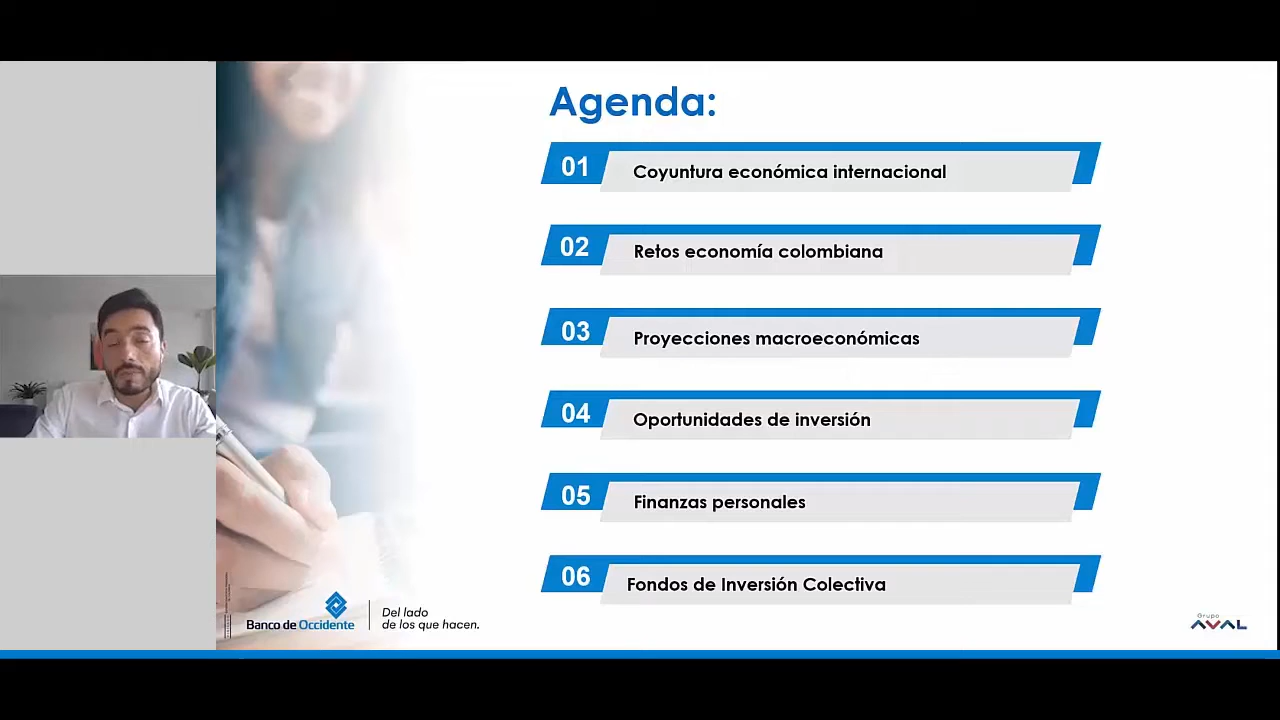 Agenda:
01 Coyuntura económica internacional
02 Retos economía colombiana
03 Proyecciones macroeconómicas
04 Oportunidades de inversión
05 Finanzas personales
06 Fondos de Inversión Colectiva
Banco de Occidente
Del lado
de los que hacen.
Grupo
AVAL